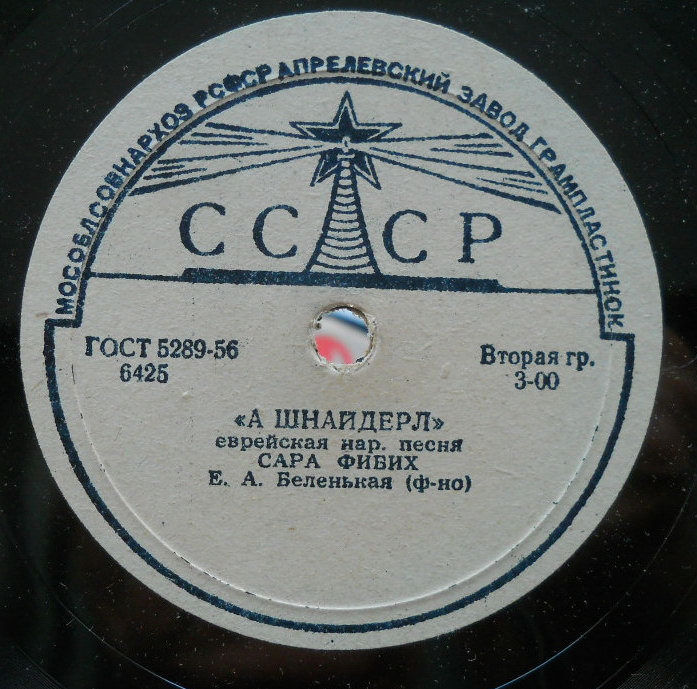 МОСОБЛСОВНАРХОЗ РСФСР АПРЕЛЕВСКИЙ ЗАВОД ГРАМПЛАСТИНОК
СССР
ГОСТ 5289-56
6425
Вторая гр.
3-00
«А ШНАЙДЕРЛ»
еврейская нар. песня
САРА ФИБИХ
Е. А. Беленькая (ф-но)